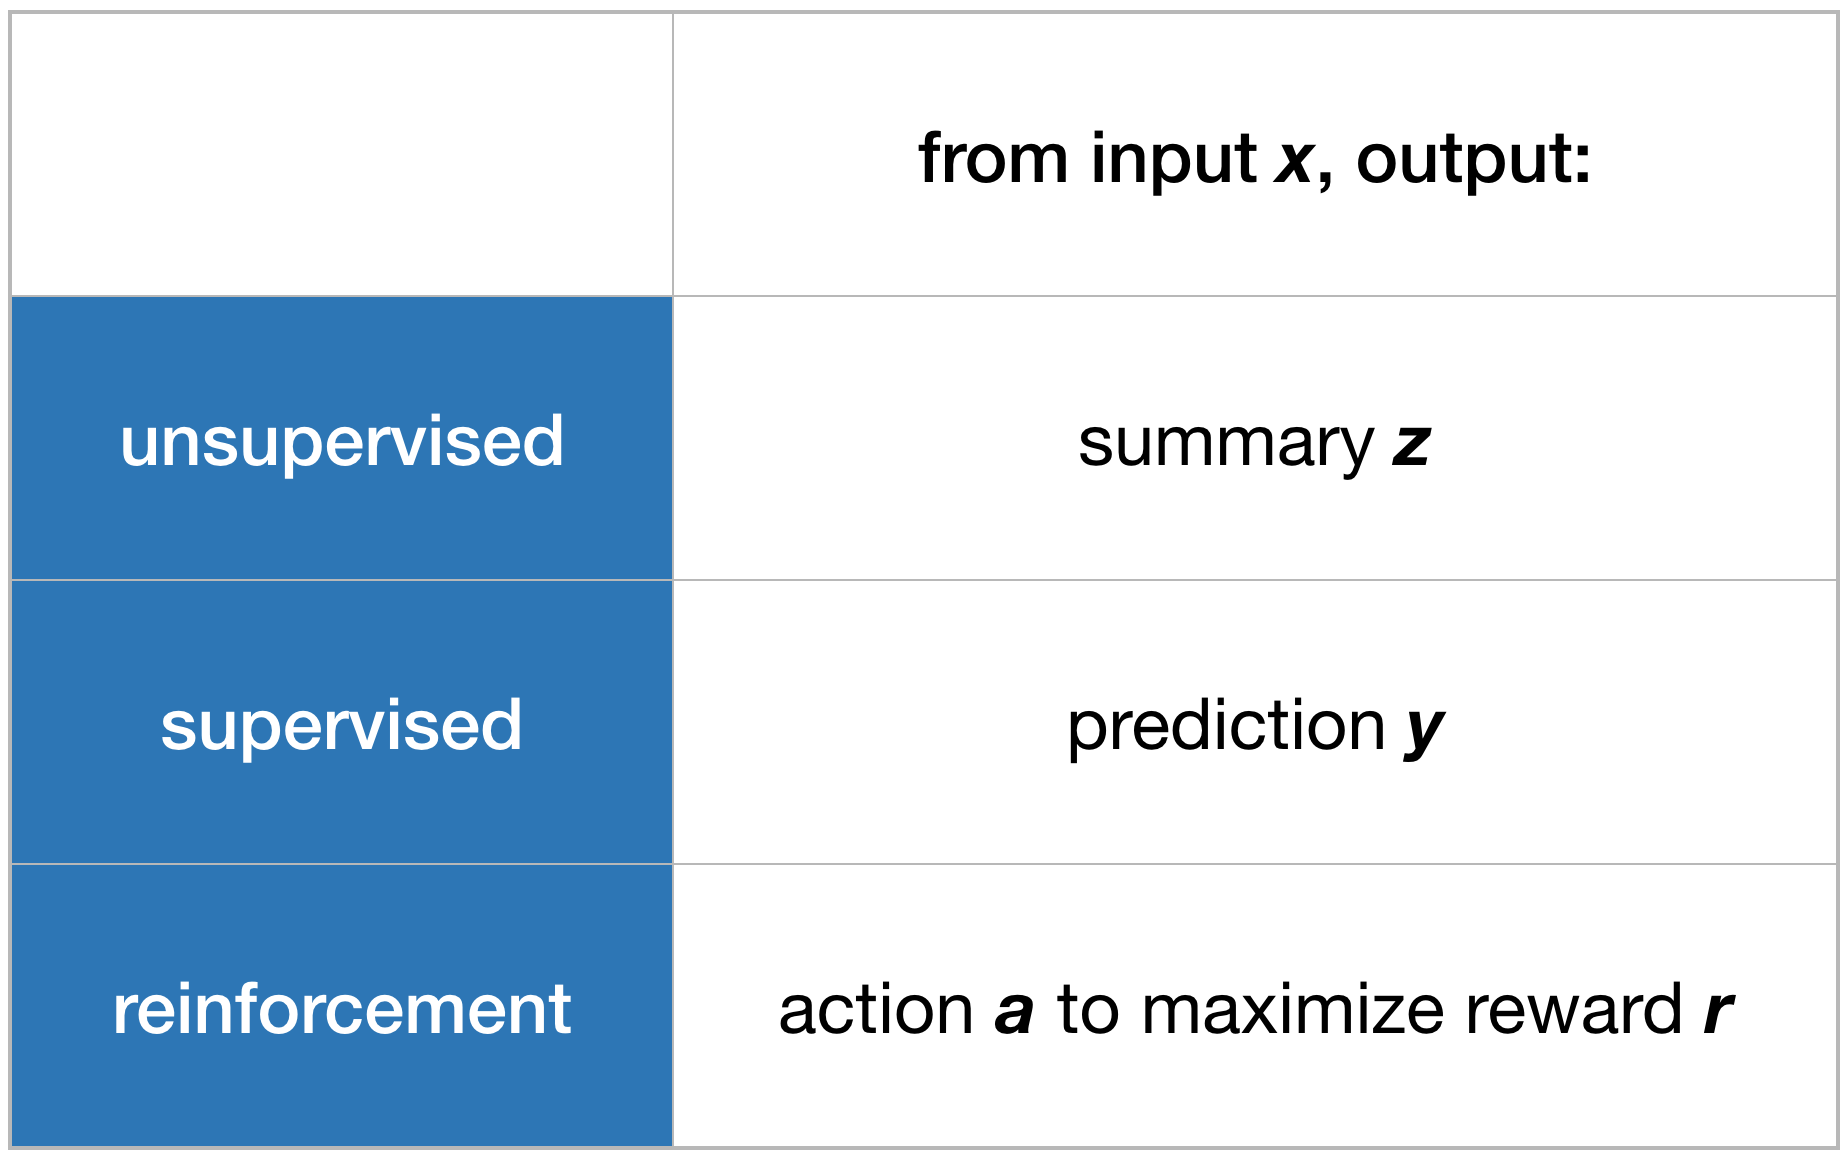 from input x, output:
unsupervised
summary z
supervised
prediction y
reinforcement
action a to maximize reward r